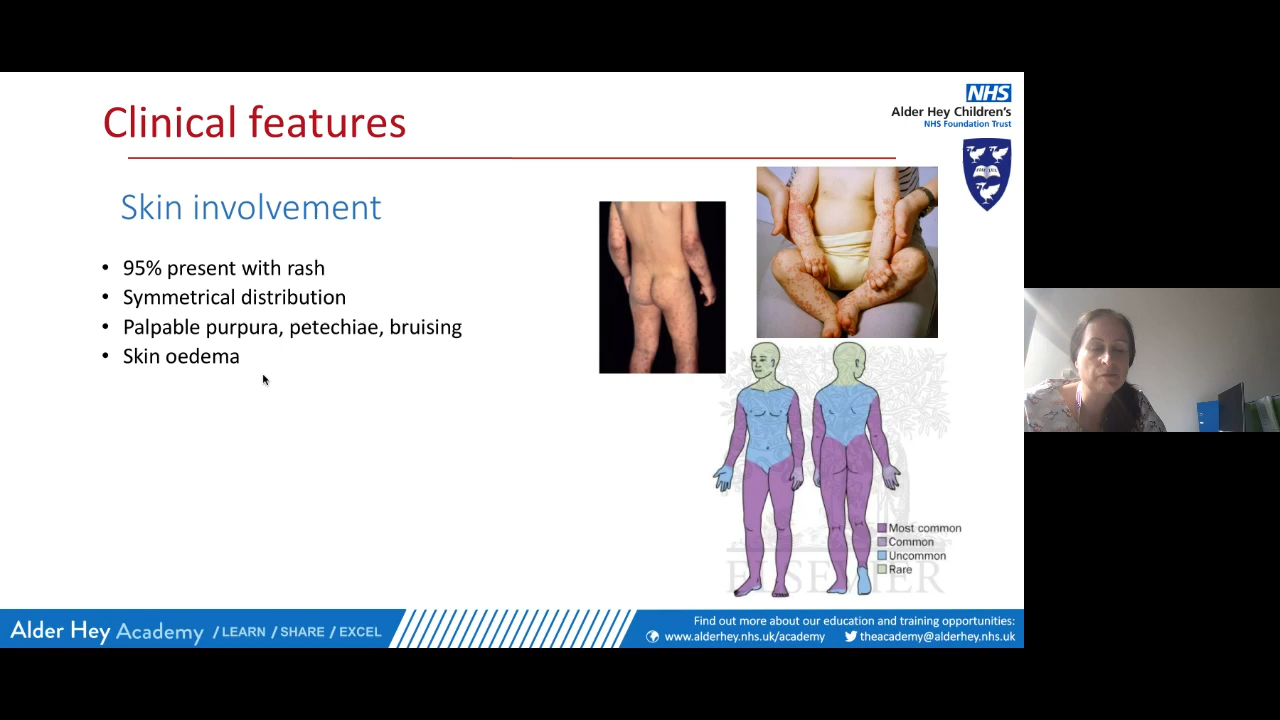 Clinical features
NHS
Alder Hey Children's
NHS Foundation Trust
Skin involvement
• 95% present with rash
• Symmetrical distribution
• Palpable purpura, petechiae, bruising
• Skin oedema
Most common
Common
Uncommon
Rare
ELSEVIER
Alder Hey Academy / LEARN / SHARE / EXCEL
Find out more about our education and training opportunities:
www.alderhey.nhs.uk/academy theacademy@alderhey.nhs.uk